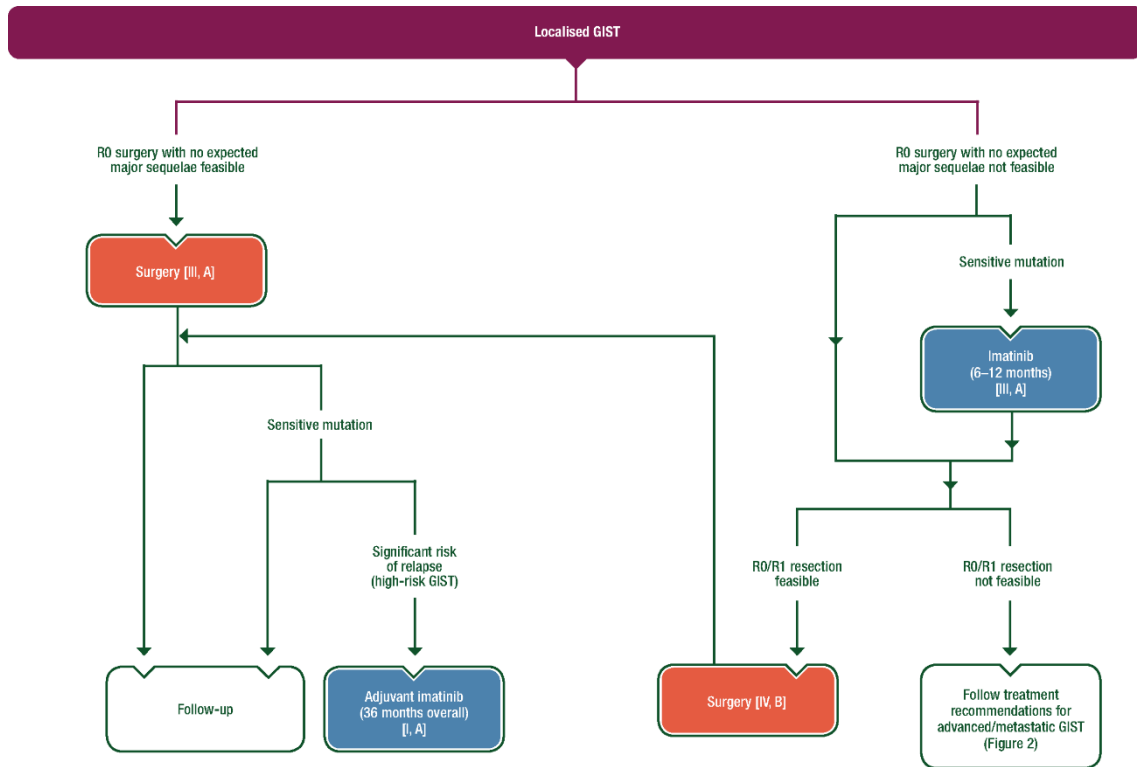 Localised GIST
R0 surgery with no expected
major sequelae feasible
R0 surgery with no expected
major sequelae not feasible
Surgery [III, A]
Sensitive mutation
Imatinib
(6–12 months)
[III, A]
Sensitive mutation
Significant risk
of relapse
(high-risk GIST)
R0/R1 resection
feasible
R0/R1 resection
not feasible
Follow-up
Adjuvant imatinib
(36 months overall)
[I, A]
Surgery [IV, B]
Follow treatment
recommendations for
advanced/metastatic GIST
(Figure 2)